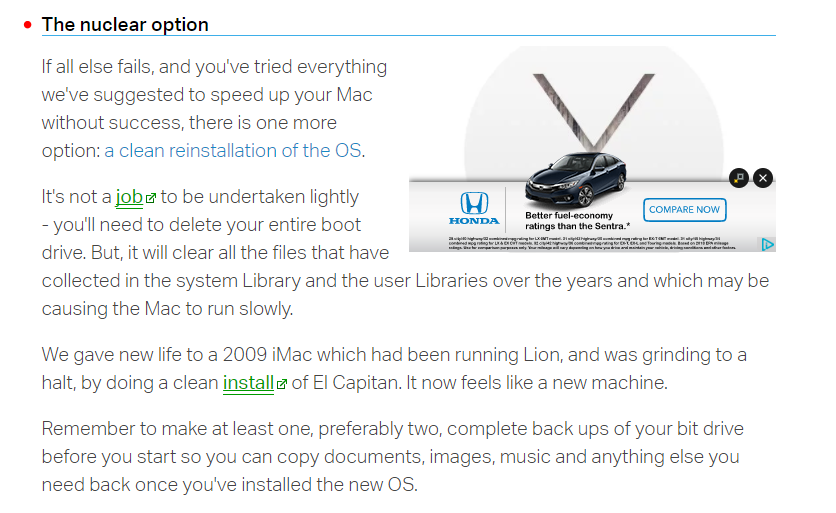 The nuclear option
If all else fails, and you've tried everything
we've suggested to speed up your Mac
without success, there is one more
option: a clean reinstallation of the OS.
It's not a job to be undertaken lightly
- you'll need to delete your entire boot
drive. But, it will clear all the files that have
collected in the system Library and the user Libraries over the years and which may be
causing the Mac to run slowly.
HONDA
Better fuel-economy
ratings than the Sentra.*
COMPARE NOW
We gave new life to a 2009 iMac which had been running Lion, and was grinding to a
halt, by doing a clean install of El Capitan. It now feels like a new machine.
Remember to make at least one, preferably two, complete back ups of your bit drive
before you start so you can copy documents, images, music and anything else you
need back once you've installed the new OS.